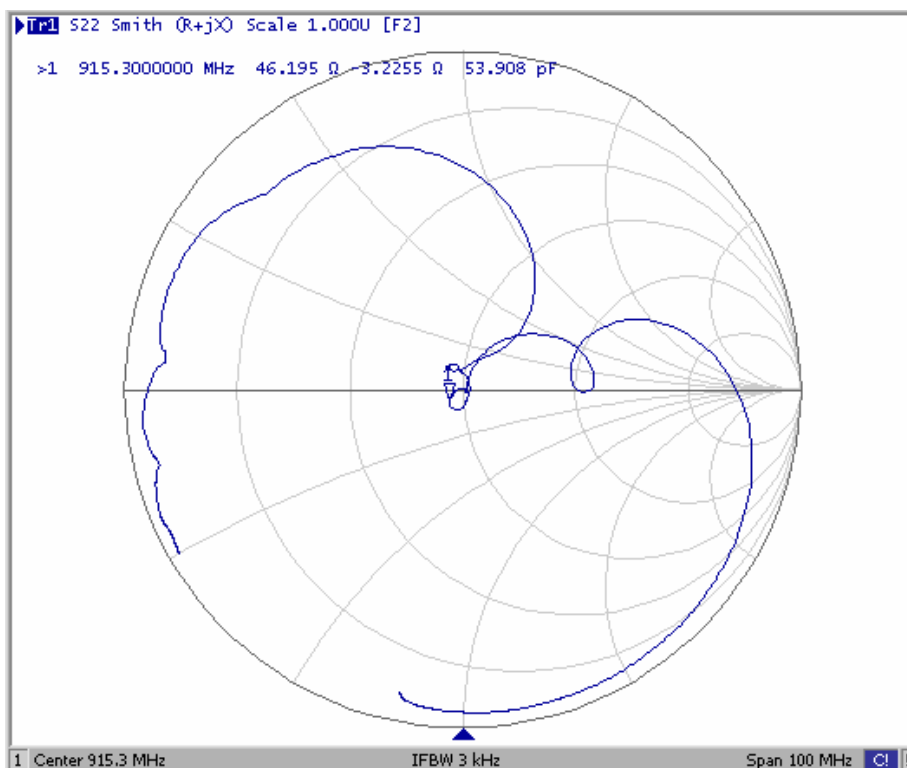 Tr1 S22 Smith (R+jX) Scale 1.000U [F2]
>1 915.3000000 MHz 46.195 Ω -3.2255 Ω 53.908 pF
1
1 Center 915.3 MHz IFBW 3 kHz Span 100 MHz C!